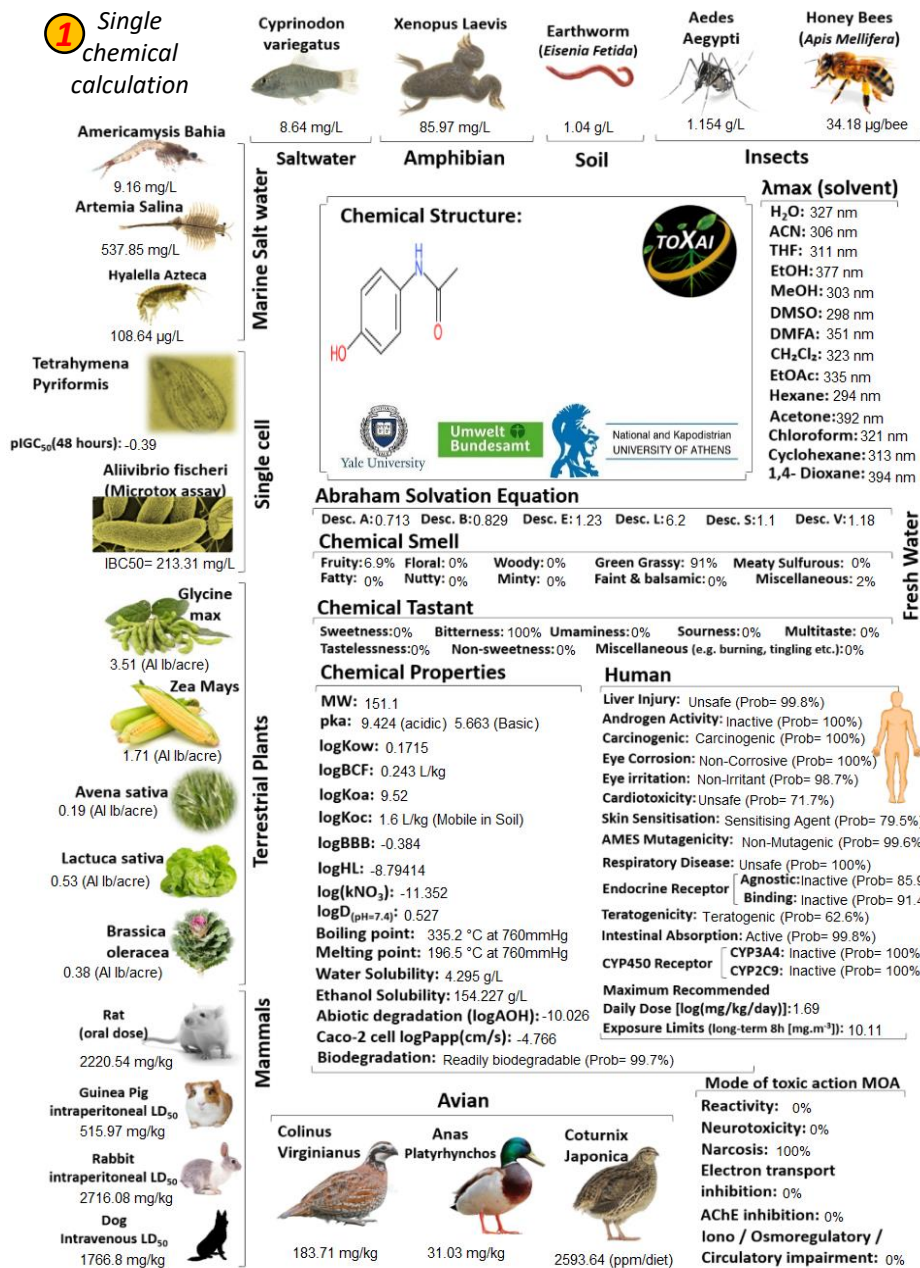 1 Single
chemical
calculation
Cyprinodon
variegatus
8.64 mg/L
Xenopus Laevis
85.97 mg/L
Earthworm
(Eisenia Fetida)
1.04 g/L
Aedes
Aegypti
1.154 g/L
Honey Bees
(Apis Mellifera)
34.18 µg/bee
Saltwater
Amphibian
Soil
Insects
Americamysis Bahia
9.16 mg/L
Artemia Salina
537.85 mg/L
Hyalella Azteca
108.64 µg/L
Marine Salt water
Tetrahymena
Pyriformis
pIGC₅₀(48 hours): -0.39
Aliivibrio fischeri
(Microtox assay)
IBC50= 213.31 mg/L
Single cell
Glycine
max
3.51 (AI lb/acre)
Zea Mays
1.71 (AI lb/acre)
Avena sativa
0.19 (AI lb/acre)
Lactuca sativa
0.53 (AI lb/acre)
Brassica
oleracea
0.38 (AI lb/acre)
Terrestrial Plants
Rat
(oral dose)
2220.54 mg/kg
Guinea Pig
intraperitoneal LD₅₀
515.97 mg/kg
Rabbit
intraperitoneal LD₅₀
2716.08 mg/kg
Dog
Intravenous LD₅₀
1766.8 mg/kg
Mammals
Chemical Structure:
H
N
O
HO
TOXAI
Yale University
Umwelt
Bundesamt
National and Kapodistrian
UNIVERSITY OF ATHENS
λmax (solvent)
H₂O: 327 nm
ACN: 306 nm
THF: 311 nm
EtOH: 377 nm
MeOH: 303 nm
DMSO: 298 nm
DMFA: 351 nm
CH₂Cl₂: 323 nm
EtOAc: 335 nm
Hexane: 294 nm
Acetone: 392 nm
Chloroform: 321 nm
Cyclohexane: 313 nm
1,4- Dioxane: 394 nm
Fresh Water
Abraham Solvation Equation
Desc. A: 0.713 Desc. B: 0.829 Desc. E: 1.23 Desc. L: 6.2 Desc. S: 1.1 Desc. V: 1.18
Chemical Smell
Fruity: 6.9% Floral: 0% Woody: 0% Green Grassy: 91% Meaty Sulfurous: 0%
Fatty: 0% Nutty: 0% Minty: 0% Faint & balsamic: 0% Miscellaneous: 2%
Chemical Tastant
Sweetness: 0% Bitterness: 100% Umaminess: 0% Sourness: 0% Multitaste: 0%
Tastelessness: 0% Non-sweetness: 0% Miscellaneous (e.g. burning, tingling etc.): 0%
Chemical Properties
MW: 151.1
pka: 9.424 (acidic) 5.663 (Basic)
logKow: 0.1715
logBCF: 0.243 L/kg
logKoa: 9.52
logKoc: 1.6 L/kg (Mobile in Soil)
logBBB: -0.384
logHL: -8.79414
log(kNO₃): -11.352
logD(pH=7.4): 0.527
Boiling point: 335.2 °C at 760mmHg
Melting point: 196.5 °C at 760mmHg
Water Solubility: 4.295 g/L
Ethanol Solubility: 154.227 g/L
Abiotic degradation (logAOH): -10.026
Caco-2 cell logPapp(cm/s): -4.766
Biodegradation: Readily biodegradable (Prob= 99.7%)
Human
Liver Injury: Unsafe (Prob= 99.8%)
Androgen Activity: Inactive (Prob= 100%)
Carcinogenic: Carcinogenic (Prob= 100%)
Eye Corrosion: Non-Corrosive (Prob= 100%)
Eye irritation: Non-Irritant (Prob= 98.7%)
Cardiotoxicity: Unsafe (Prob= 71.7%)
Skin Sensitisation: Sensitising Agent (Prob= 79.5%)
AMES Mutagenicity: Non-Mutagenic (Prob= 99.6%
Respiratory Disease: Unsafe (Prob= 100%)
Endocrine Receptor
Agnostic: Inactive (Prob= 85.9
Binding: Inactive (Prob= 91.4
Teratogenicity: Teratogenic (Prob= 62.6%)
Intestinal Absorption: Active (Prob= 99.8%)
CYP450 Receptor
CYP3A4: Inactive (Prob= 100%
CYP2C9: Inactive (Prob= 100%
Maximum Recommended
Daily Dose [log(mg/kg/day)]: 1.69
Exposure Limits (long-term 8h [mg.m⁻³]): 10.11
Avian
Colinus
Virginianus
183.71 mg/kg
Anas
Platyrhynchos
31.03 mg/kg
Coturnix
Japonica
2593.64 (ppm/diet)
Mode of toxic action MOA
Reactivity: 0%
Neurotoxicity: 0%
Narcosis: 100%
Electron transport
inhibition: 0%
AChE inhibition: 0%
Iono / Osmoregulatory /
Circulatory impairment: 0%